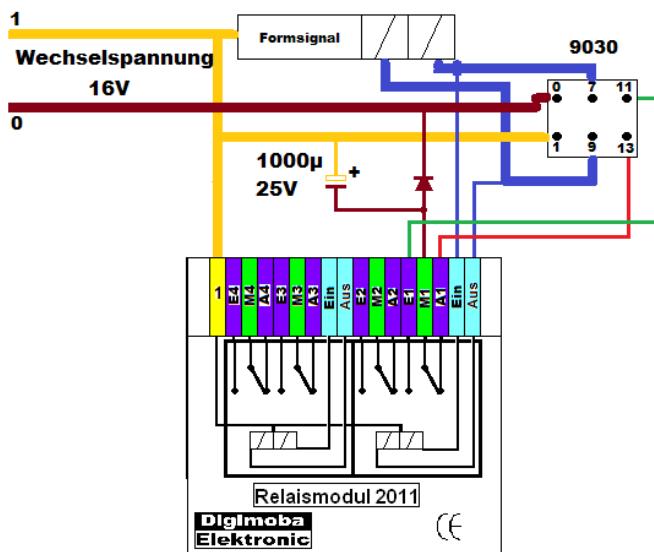 1
Formsignal
9030
Wechselspannung
16V
0 7 11
0
1 9 13
1000µ +
25V
1 E4 M4 A4 E3 M3 A3 Ein Aus E2 M2 A2 E1 M1 A1 Ein Aus
Relaismodul 2011
Digimoba
Elektronic
CE